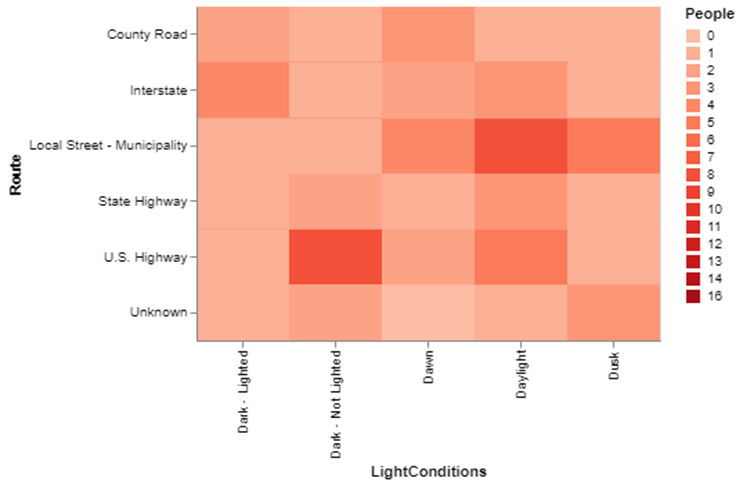 People
0
1
2
3
4
5
6
7
8
9
10
11
12
13
14
16
Route
County Road
Interstate
Local Street - Municipality
State Highway
U.S. Highway
Unknown
Dark - Lighted
Dark - Not Lighted
Dawn
Daylight
Dusk
LightConditions